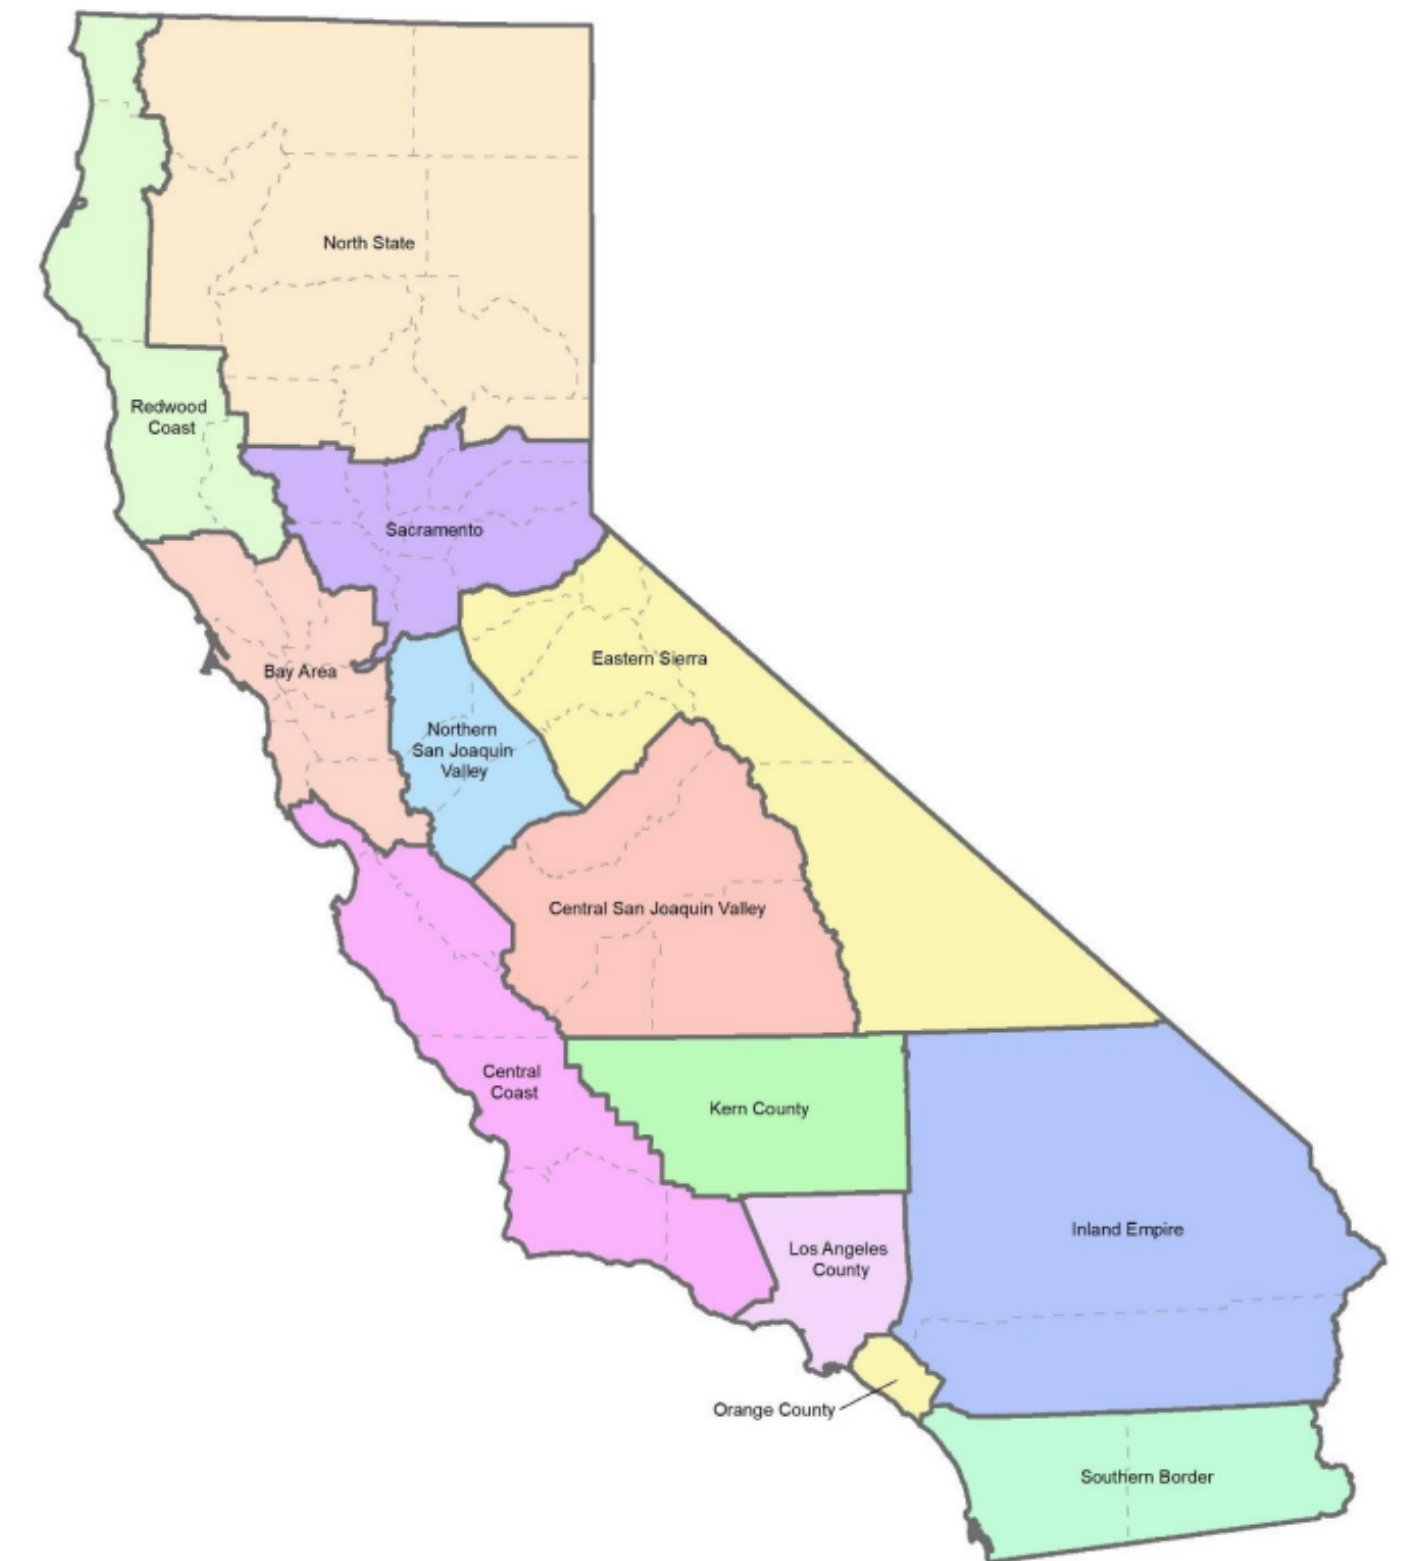 North State
Redwood
Coast
Sacramento
Eastern Sierra
Bay Area
Northern
San Joaquin
Valley
Central San Joaquin Valley
Central
Coast
Kern County
Inland Empire
Los Angeles
County
Orange County
Southern Border